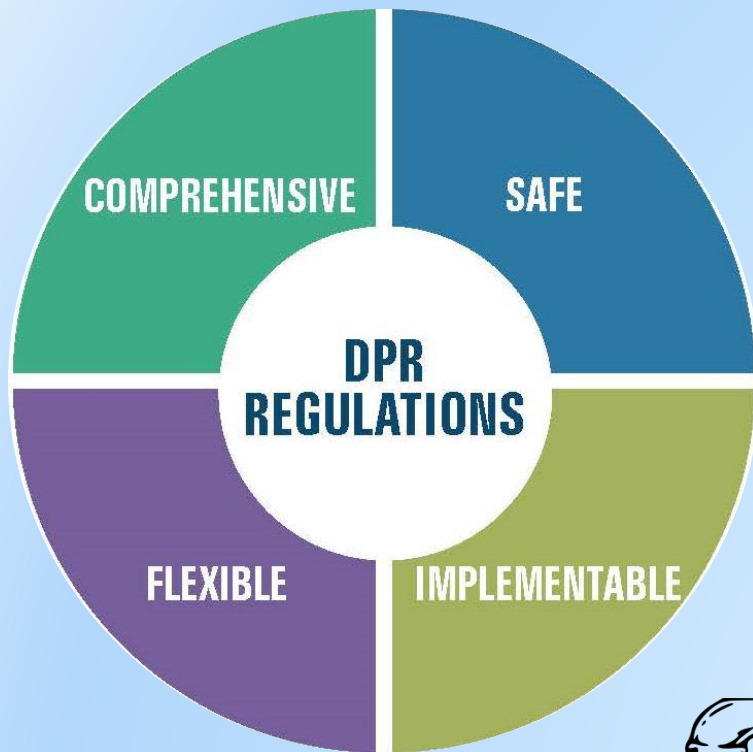 COMPREHENSIVE
SAFE
DPR
REGULATIONS
FLEXIBLE
IMPLEMENTABLE